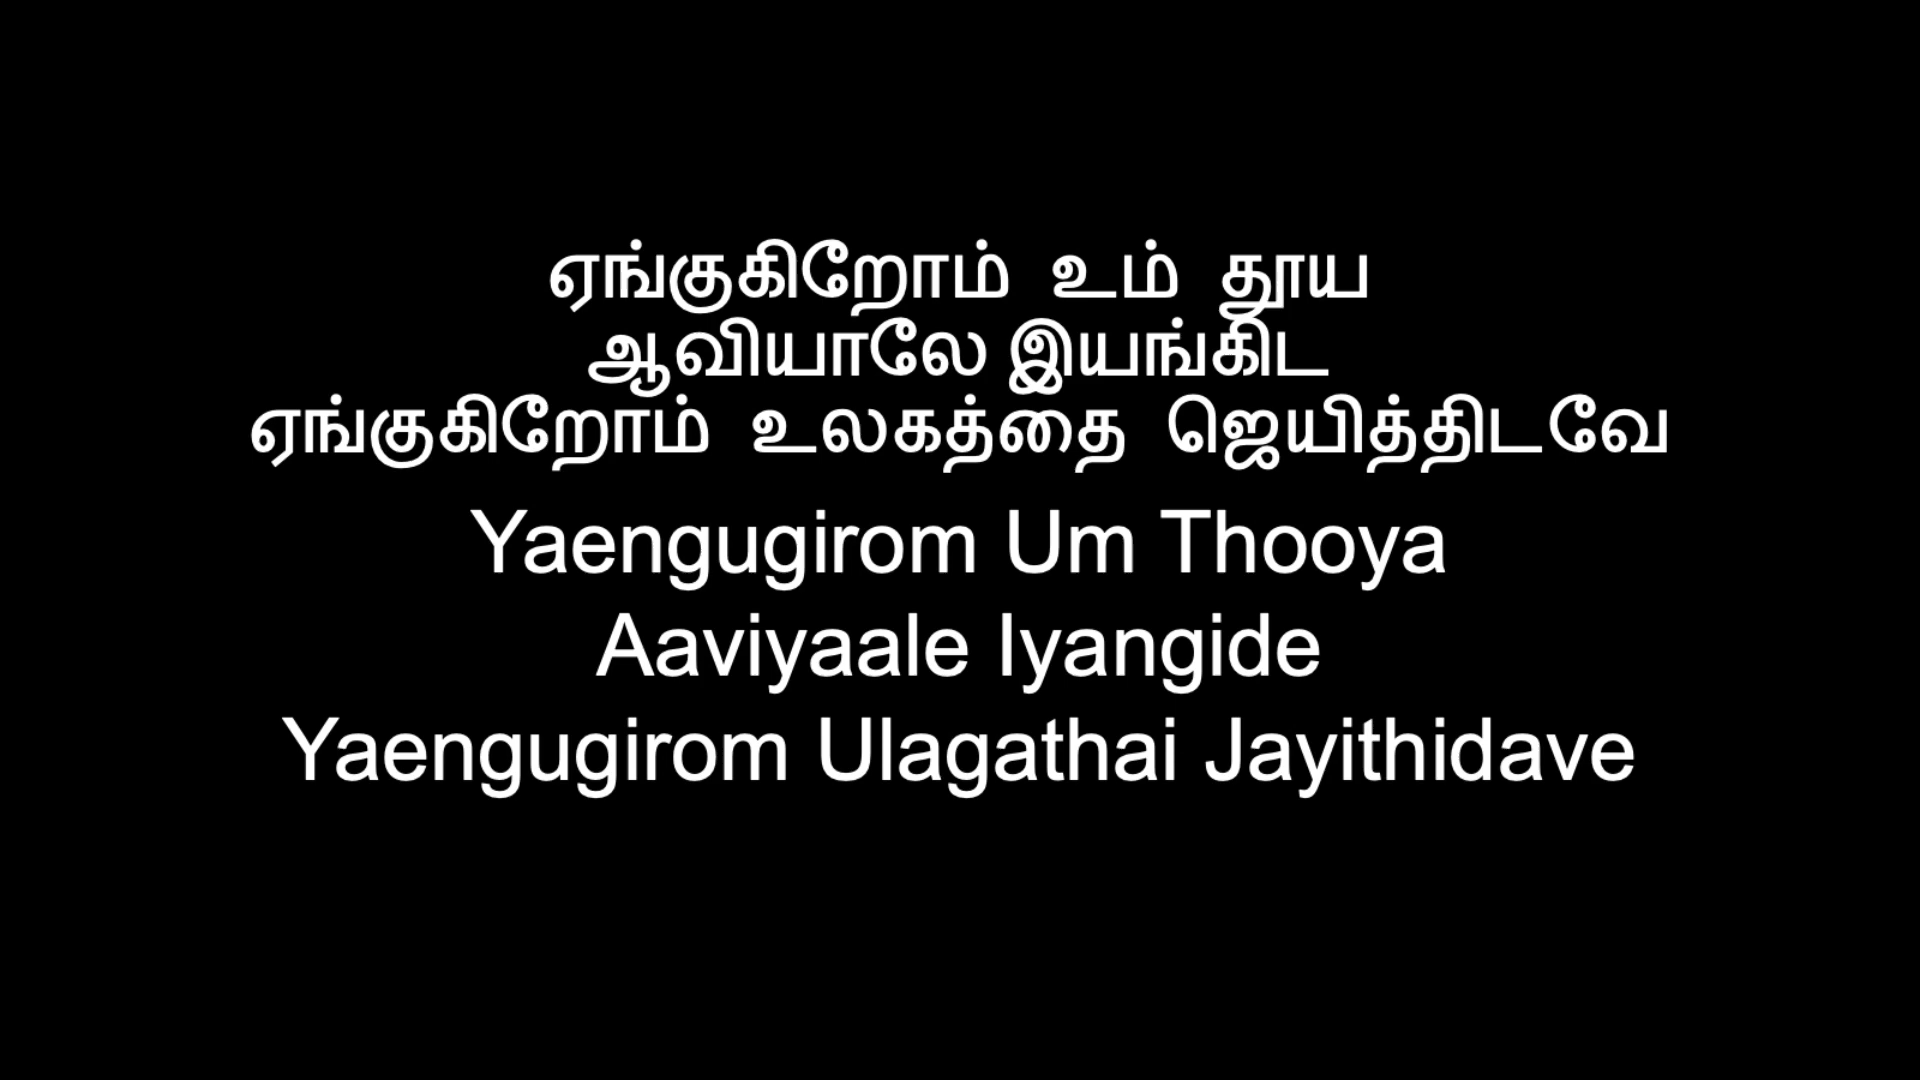 ஏங்குகிறோம் உம் தூய
ஆவியாலே இயங்கிட
ஏங்குகிறோம் உலகத்தை ஜெயித்திடவே
Yaengugirom Um Thooya
Aaviyaale Iyangide
Yaengugirom Ulagathai Jayithidave